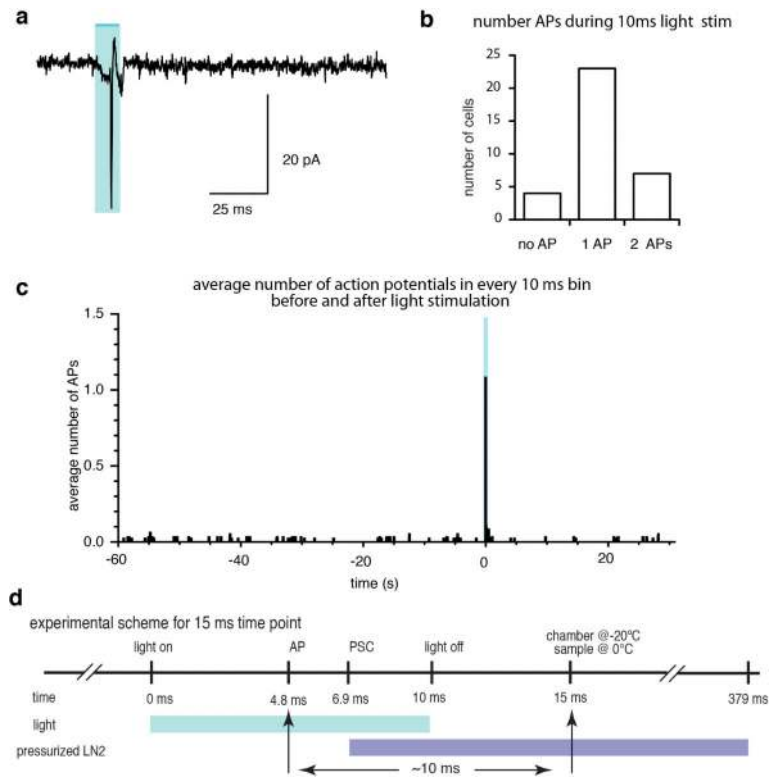 a
20 pA
25 ms
b
number APs during 10ms light stim
number of cells
25
20
15
10
5
0
no AP 1 AP 2 APs
c
average number of action potentials in every 10 ms bin
before and after light stimulation
average number of APs
1.5
1.0
0.5
0.0
-60 -40 -20 0 20
time (s)
d
experimental scheme for 15 ms time point
light on AP PSC light off chamber @-20°C
sample @ 0°C
time 0 ms 4.8 ms 6.9 ms 10 ms 15 ms 379 ms
light
pressurized LN2
~10 ms